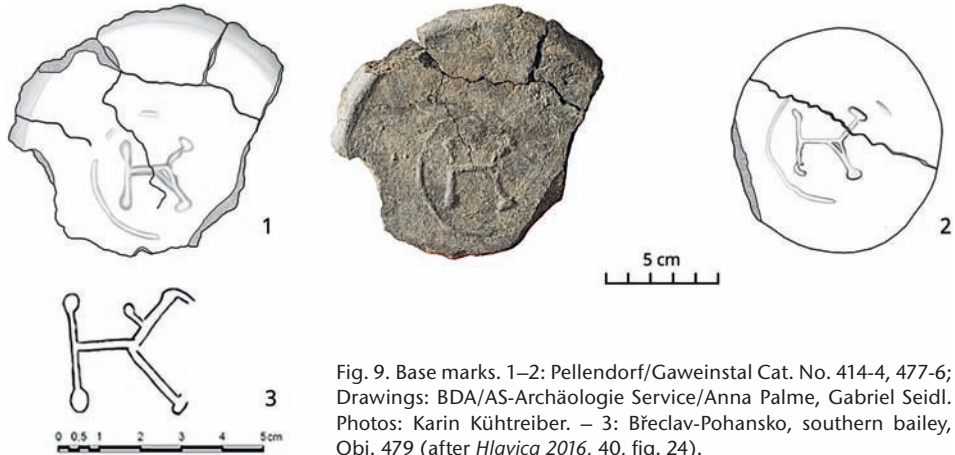 1
2
5 cm
3
0 0,5 1 2 3 4 5cm
Fig. 9. Base marks. 1–2: Pellendorf/Gaweinstal Cat. No. 414-4, 477-6;
Drawings: BDA/AS-Archäologie Service/Anna Palme, Gabriel Seidl.
Photos: Karin Kühtreiber. – 3: Břeclav-Pohansko, southern bailey,
Obj. 479 (after Hlavica 2016, 40, fig. 24).